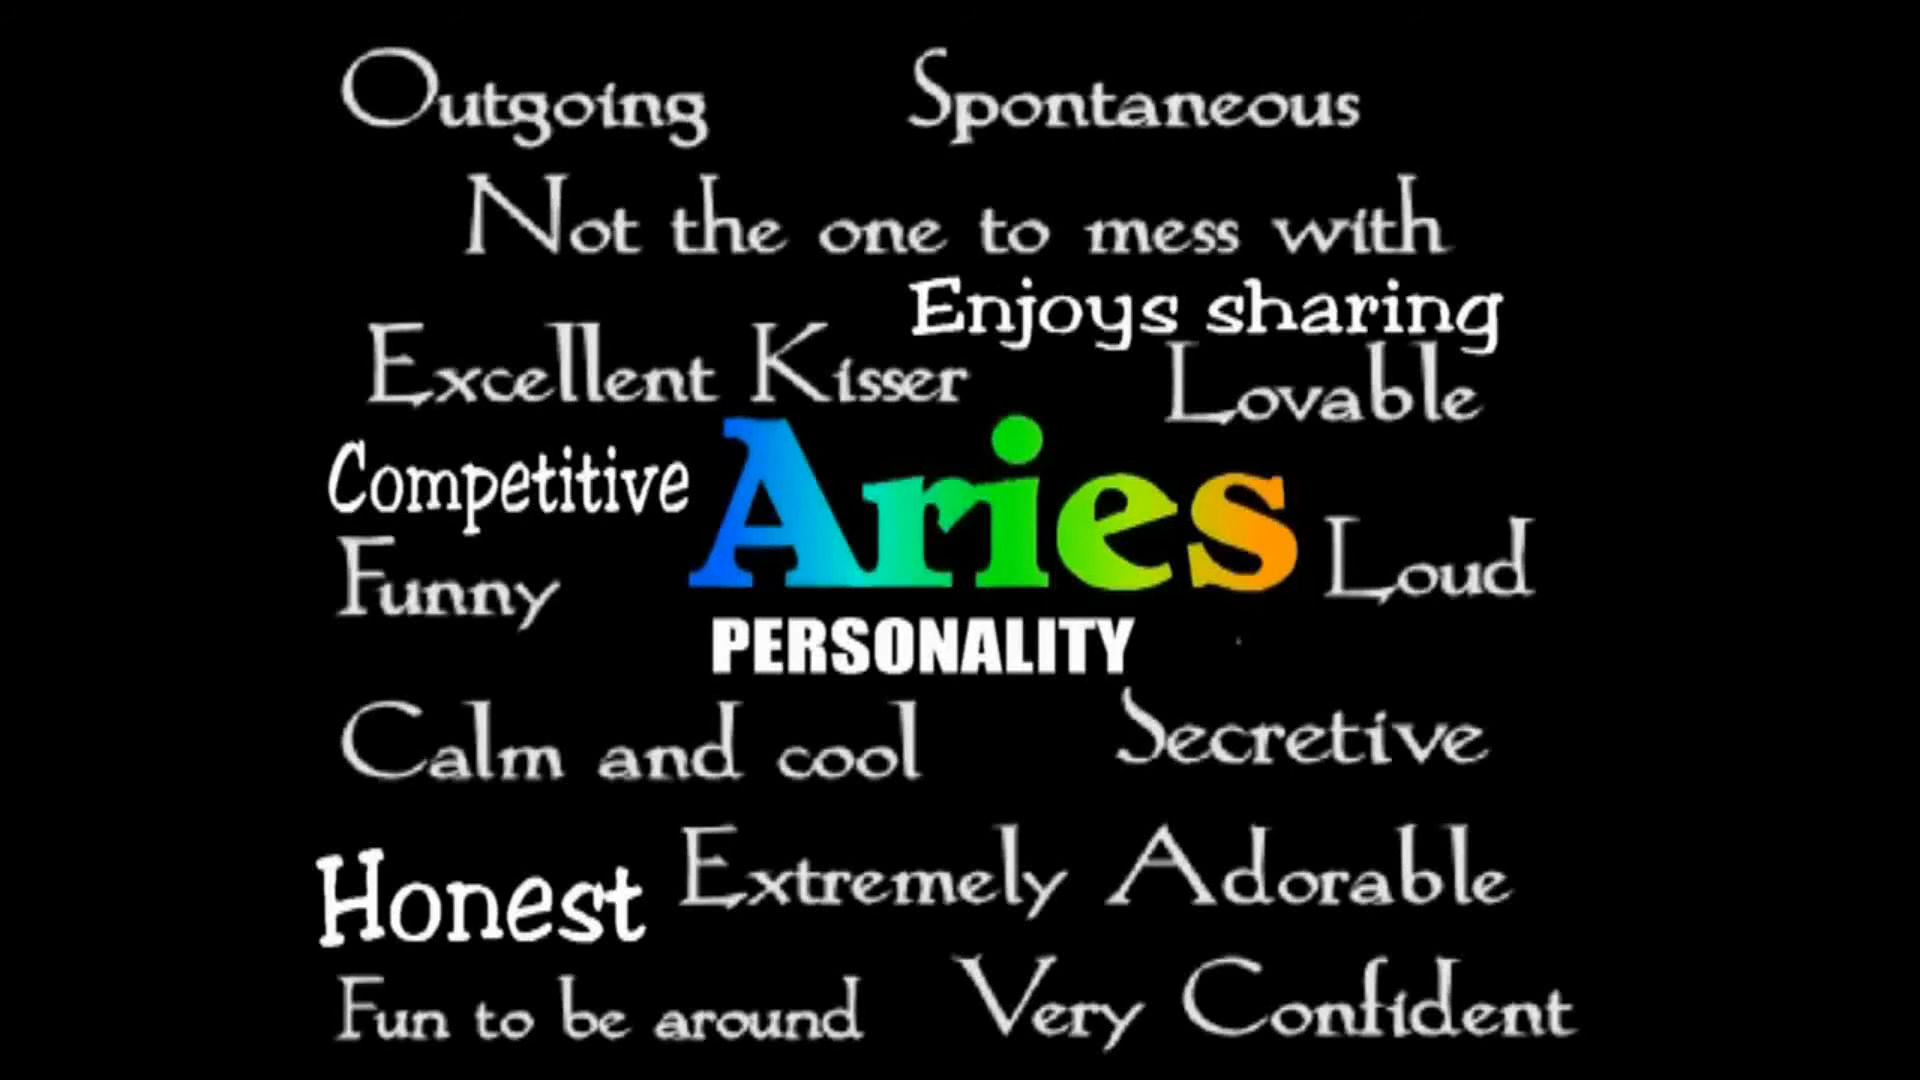 Outgoing Spontaneous
Not the one to mess with
Enjoys sharing
Excellent Kisser Lovable
Competitive Aries
Funny Loud
PERSONALITY
Calm and cool Secretive
Honest Extremely Adorable
Fun to be around Very Confident